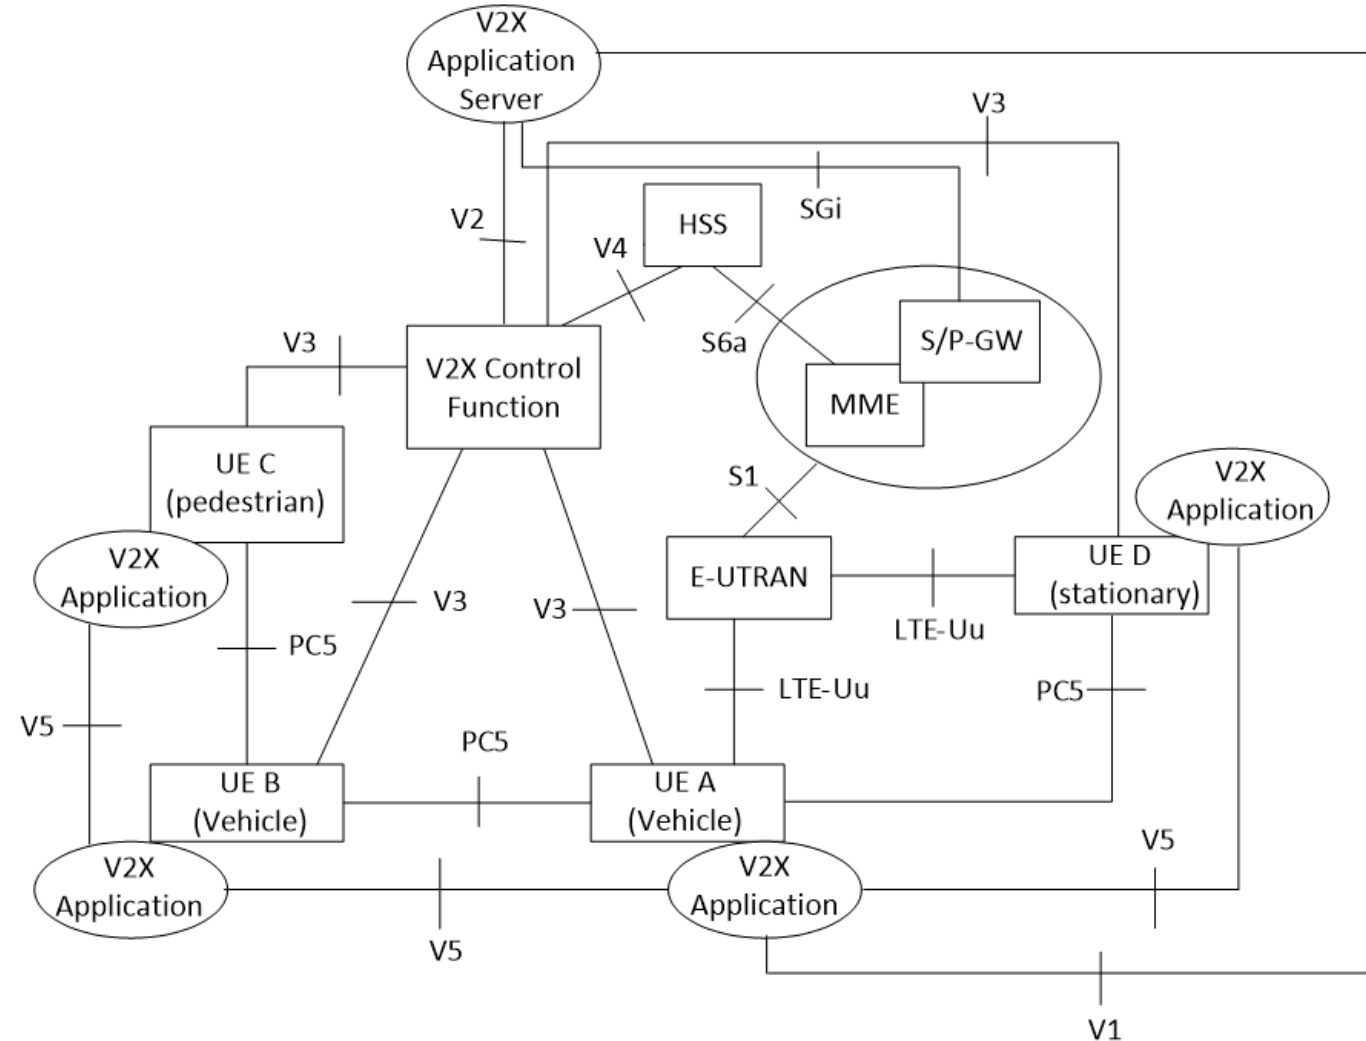 V2X
Application
Server
V3
SGi
HSS
V2
V4
S6a
S/P-GW
V3
V2X Control
Function
MME
UE C
(pedestrian)
S1
V2X
Application
V2X
Application
E-UTRAN
UE D
(stationary)
V3
V3
LTE-Uu
PC5
LTE-Uu
PC5
V5
PC5
UE B
(Vehicle)
UE A
(Vehicle)
V5
V2X
Application
V2X
Application
V5
V1